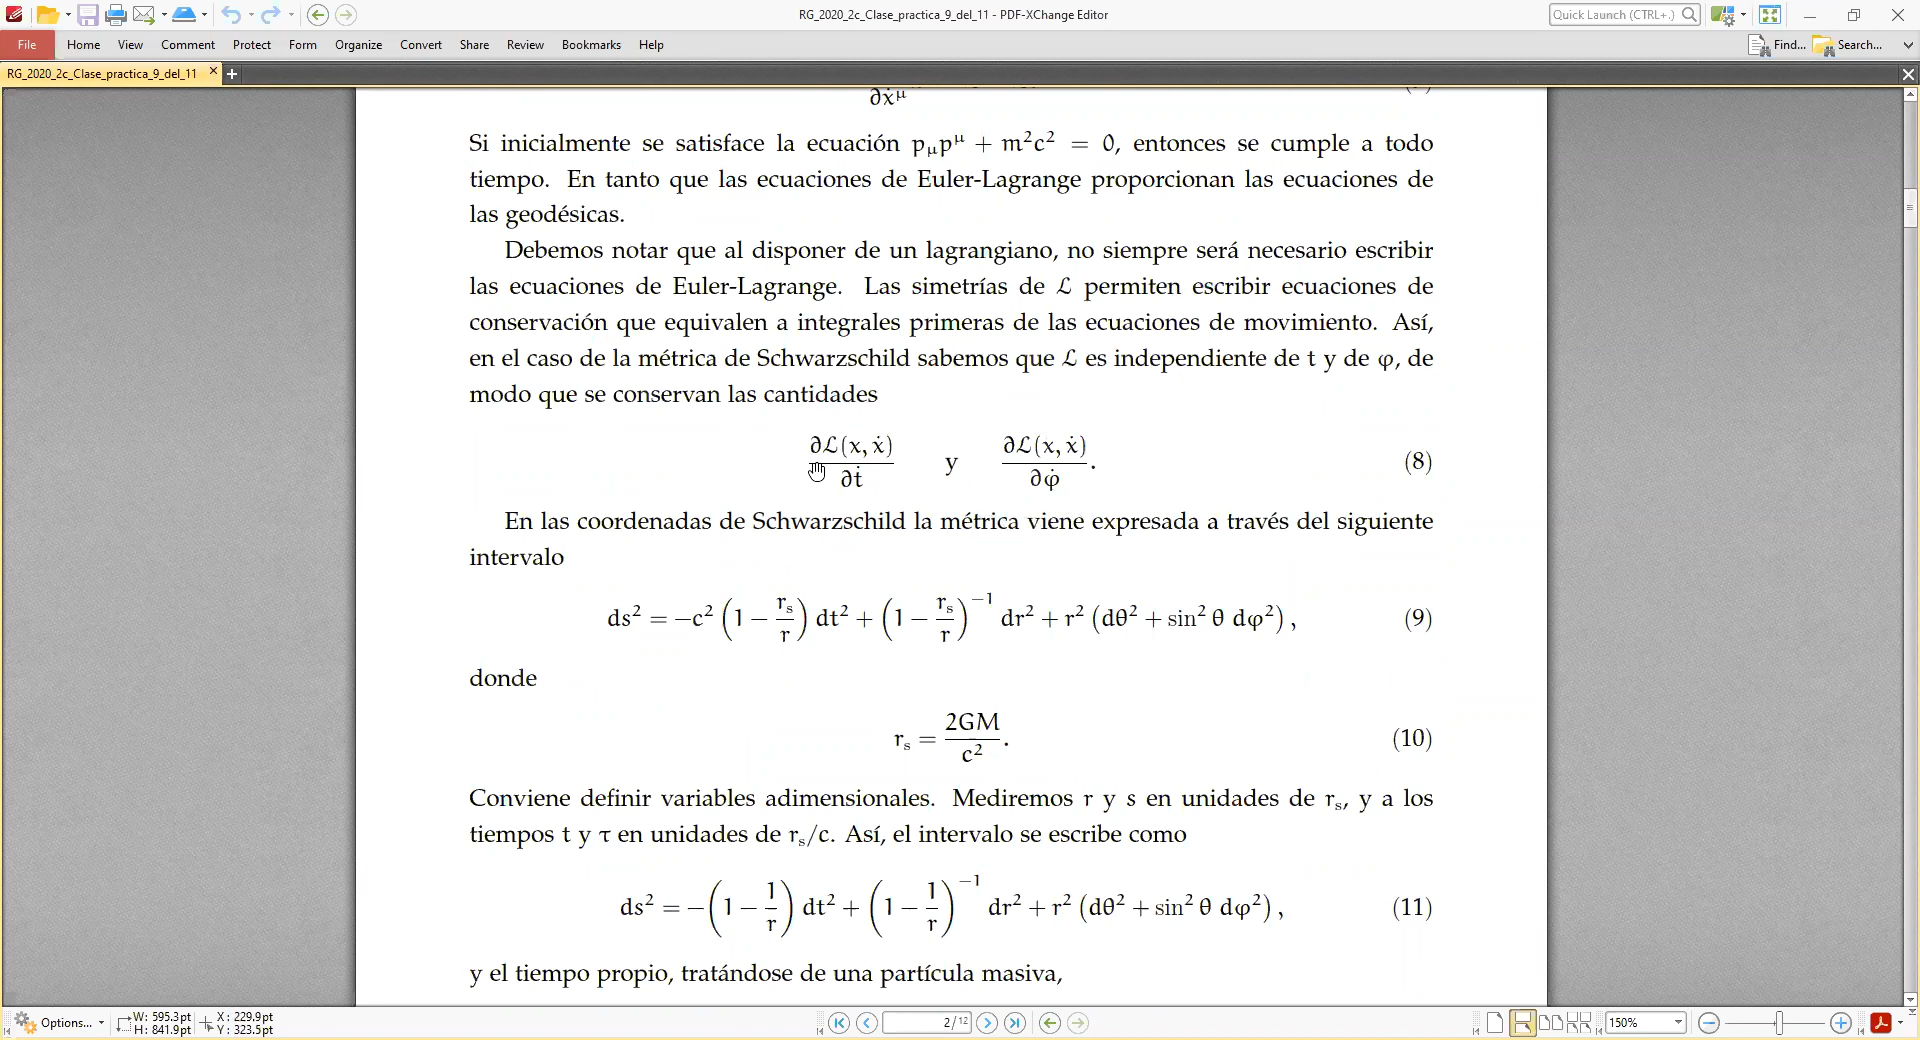 RG_2020_2c_Clase_practica_9_del_11 - PDF-XChange Editor
Quick Launch (CTRL+.)
File Home View Comment Protect Form Organize Convert Share Review Bookmarks Help
Find... Search...
RG_2020_2c_Clase_practica_9_del_11
∂ẋ^μ
Si inicialmente se satisface la ecuación p_μp^μ + m²c² = 0, entonces se cumple a todo
tiempo. En tanto que las ecuaciones de Euler-Lagrange proporcionan las ecuaciones de
las geodésicas.
Debemos notar que al disponer de un lagrangiano, no siempre será necesario escribir
las ecuaciones de Euler-Lagrange. Las simetrías de ℒ permiten escribir ecuaciones de
conservación que equivalen a integrales primeras de las ecuaciones de movimiento. Así,
en el caso de la métrica de Schwarzschild sabemos que ℒ es independiente de t y de φ, de
modo que se conservan las cantidades
∂ℒ(x, ẋ)/∂ṫ y ∂ℒ(x, ẋ)/∂φ̇. (8)
En las coordenadas de Schwarzschild la métrica viene expresada a través del siguiente
intervalo
ds² = −c² (1 − r_s/r) dt² + (1 − r_s/r)^−1 dr² + r² (dθ² + sin² θ dφ²), (9)
donde
r_s = 2GM/c². (10)
Conviene definir variables adimensionales. Mediremos r y s en unidades de r_s, y a los
tiempos t y τ en unidades de r_s/c. Así, el intervalo se escribe como
ds² = −(1 − 1/r) dt² + (1 − 1/r)^−1 dr² + r² (dθ² + sin² θ dφ²), (11)
y el tiempo propio, tratándose de una partícula masiva,
Options...
W: 595.3pt
H: 841.9pt
X: 229.9pt
Y: 323.5pt
2/12
150%